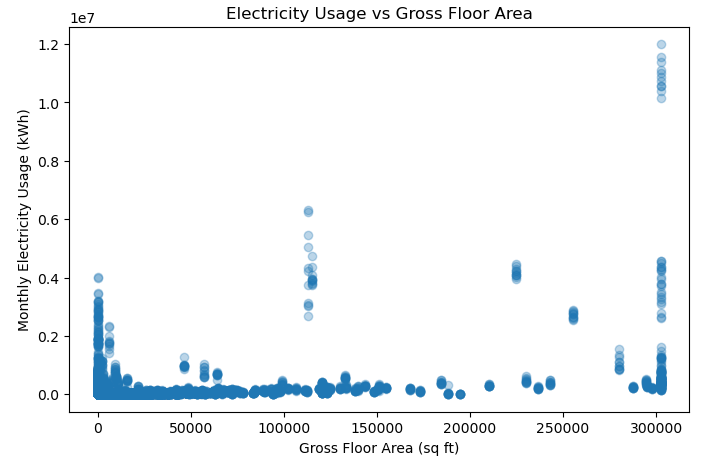 Electricity Usage vs Gross Floor Area
1e7
1.2
1.0
0.8
0.6
0.4
0.2
0.0
Monthly Electricity Usage (kWh)
0 50000 100000 150000 200000 250000 300000
Gross Floor Area (sq ft)